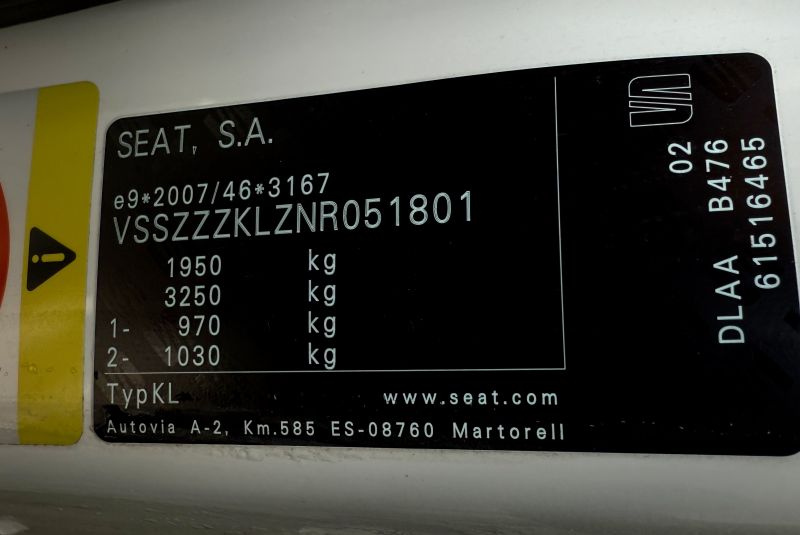 SEAT, S.A.
e9*2007/46*3167
VSSZZZKLZNR051801
1950 kg
3250 kg
1- 970 kg
2- 1030 kg
TypKL www.seat.com
Autovia A-2, Km.585 ES-08760 Martorell
02
DLAA B476
61516465